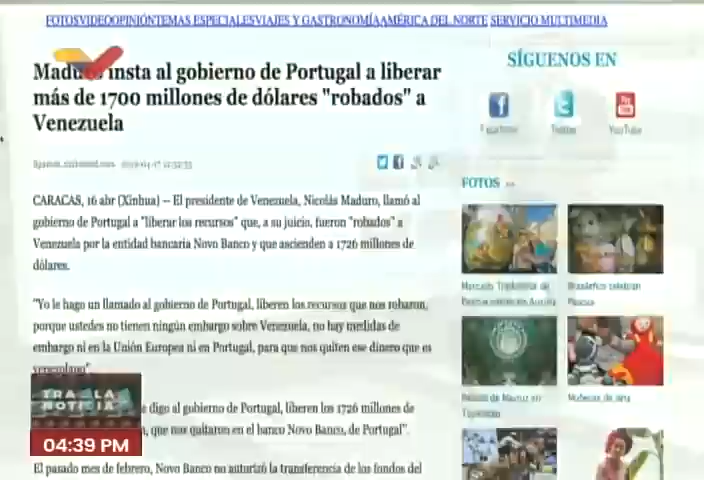 FOTOSVIDEOOPINIÓNTEMAS ESPECIALESVIAJES Y GASTRONOMÍAAMÉRICA DEL NORTE SERVICIO MULTIMEDIA
Maduro insta al gobierno de Portugal a liberar
más de 1700 millones de dólares "robados" a
Venezuela
CARACAS, 16 abr (Xinhua) -- El presidente de Venezuela, Nicolás Maduro, llamó al
gobierno de Portugal a "liberar los recursos" que, a su juicio, fueron "robados" a
Venezuela por la entidad bancaria Novo Banco y que ascienden a 1726 millones de
dólares.
"Yo le hago un llamado al gobierno de Portugal, liberen los recursos que nos robaron,
porque ustedes no tienen ningún embargo sobre Venezuela, no hay medidas de
embargo ni en la Unión Europea ni en Portugal, para que nos quiten ese dinero que es
venezolano"
digo al gobierno de Portugal, liberen los 1726 millones de
que nos quitaron en el banco Novo Banco, de Portugal".
El pasado mes de febrero, Novo Banco no autorizó la transferencia de los fondos del
TRAS LA
NOTICIA
04:39 PM
SÍGUENOS EN
Facebook
Twitter
YouTube
FOTOS >>
Brasileños celebran
Pascua